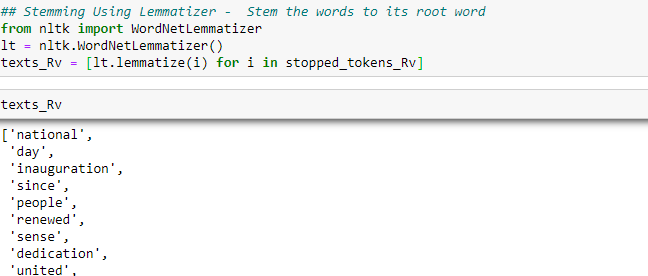 ## Stemming Using Lemmatizer -  Stem the words to its root word
from nltk import WordNetLemmatizer
lt = nltk.WordNetLemmatizer()
texts_Rv = [lt.lemmatize(i) for i in stopped_tokens_Rv]
texts_Rv
['national',
 'day',
 'inauguration',
 'since',
 'people',
 'renewed',
 'sense',
 'dedication',
 'united',